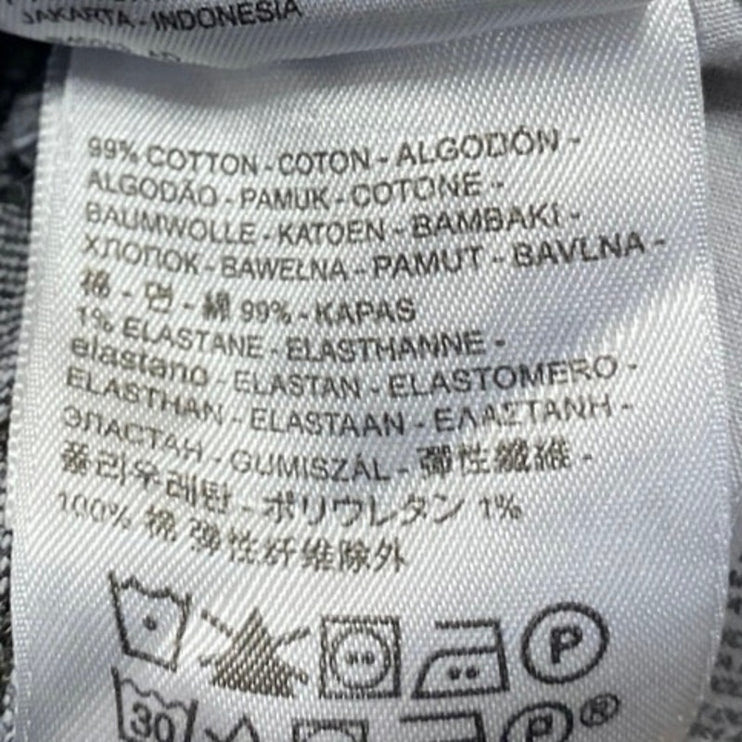 JAKARTA - INDONESIA
99% COTTON - COTON - ALGODÓN -
ALGODÃO - PAMUK - COTONE -
BAUMWOLLE - KATOEN - BAMBAKI -
ХЛОПОК - BAWEŁNA - PAMUT - BAVLNA -
棉 - 면 - 綿 99% - KAPAS
1% ELASTANE - ELASTHANNE -
elastano - ELASTAN - ELASTOMERO -
ELASTHAN - ELASTAAN - ΕΛΑΣΤΑΝΗ -
ЭЛАСТАН - GUMISZÁL - 彈性纖維 -
폴리우레탄 - ポリウレタン 1%
100% 棉 弹性纤维除外
P
30
P ®